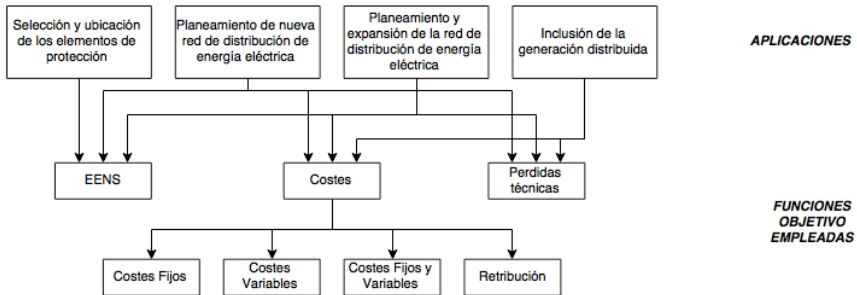 Selección y ubicación
de los elementos de
protección
Planeamiento de nueva
red de distribución de
energía eléctrica
Planeamiento y
expansión de la red de
distribución de energía
eléctrica
Inclusión de la
generación distribuida
APLICACIONES
EENS
Costes
Perdidas
técnicas
FUNCIONES
OBJETIVO
EMPLEADAS
Costes Fijos
Costes
Variables
Costes Fijos y
Variables
Retribución